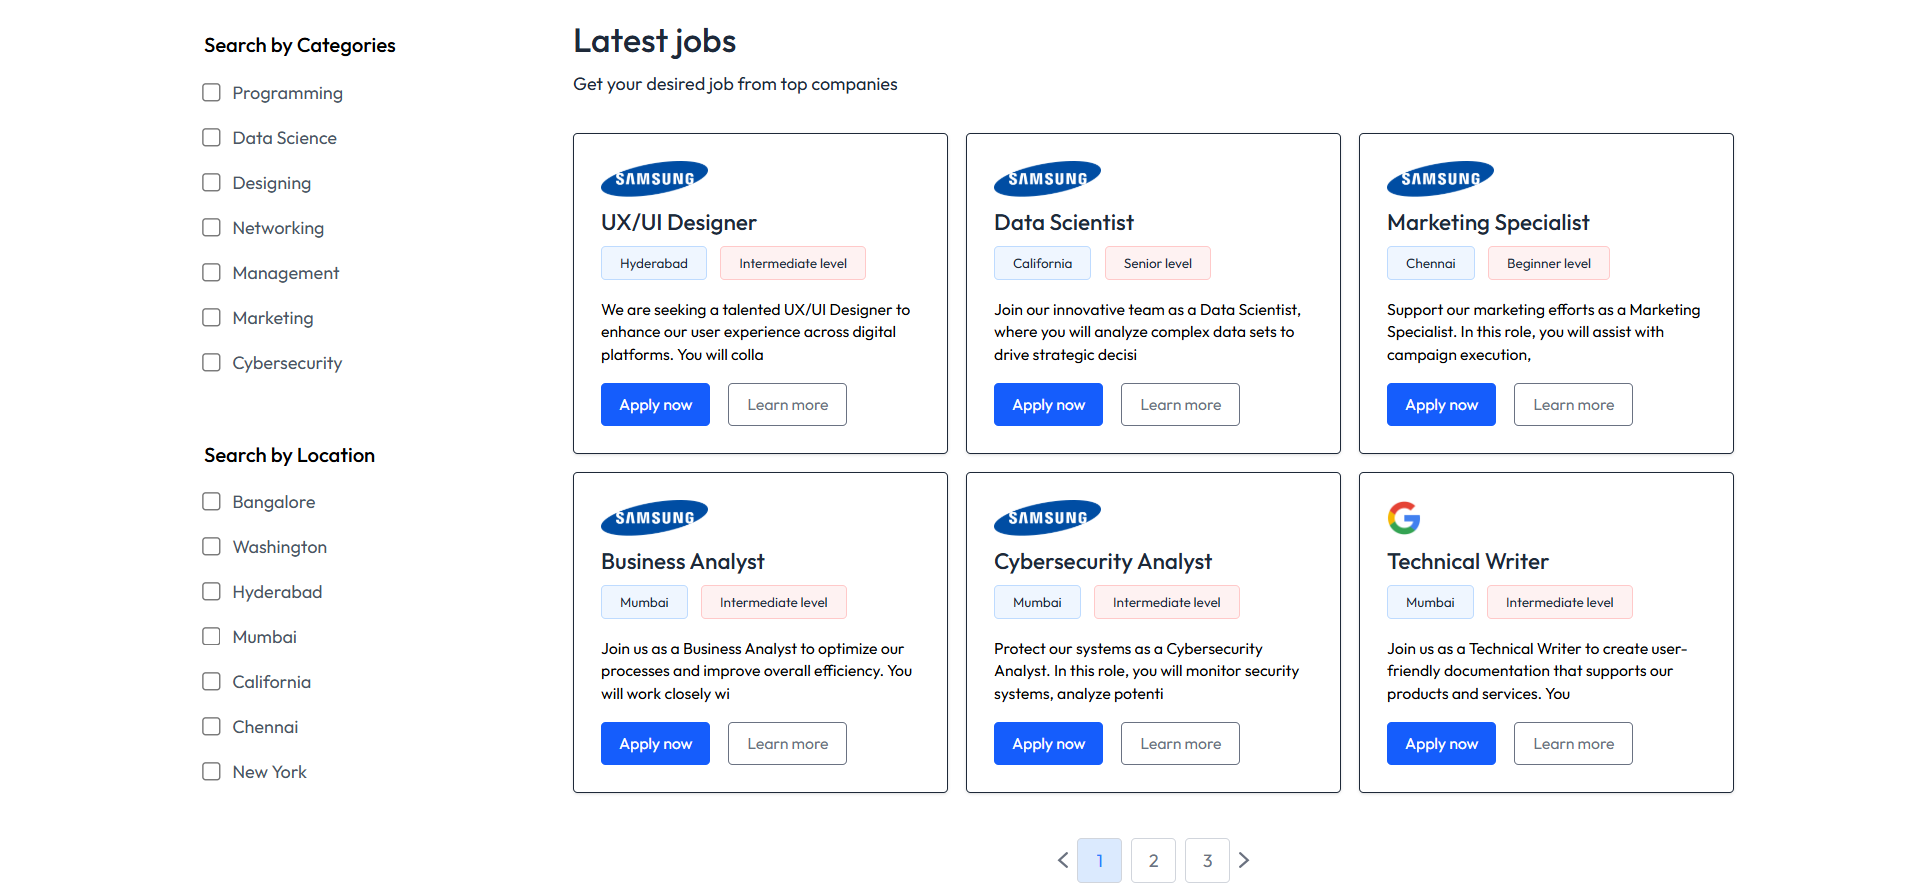 Search by Categories
Programming
Data Science
Designing
Networking
Management
Marketing
Cybersecurity
Search by Location
Bangalore
Washington
Hyderabad
Mumbai
California
Chennai
New York
Latest jobs
Get your desired job from top companies
SAMSUNG
UX/UI Designer
Hyderabad Intermediate level
We are seeking a talented UX/UI Designer to
enhance our user experience across digital
platforms. You will colla
Apply now Learn more
SAMSUNG
Data Scientist
California Senior level
Join our innovative team as a Data Scientist,
where you will analyze complex data sets to
drive strategic decisi
Apply now Learn more
SAMSUNG
Marketing Specialist
Chennai Beginner level
Support our marketing efforts as a Marketing
Specialist. In this role, you will assist with
campaign execution,
Apply now Learn more
SAMSUNG
Business Analyst
Mumbai Intermediate level
Join us as a Business Analyst to optimize our
processes and improve overall efficiency. You
will work closely wi
Apply now Learn more
SAMSUNG
Cybersecurity Analyst
Mumbai Intermediate level
Protect our systems as a Cybersecurity
Analyst. In this role, you will monitor security
systems, analyze potenti
Apply now Learn more
G
Technical Writer
Mumbai Intermediate level
Join us as a Technical Writer to create user-
friendly documentation that supports our
products and services. You
Apply now Learn more
1 2 3